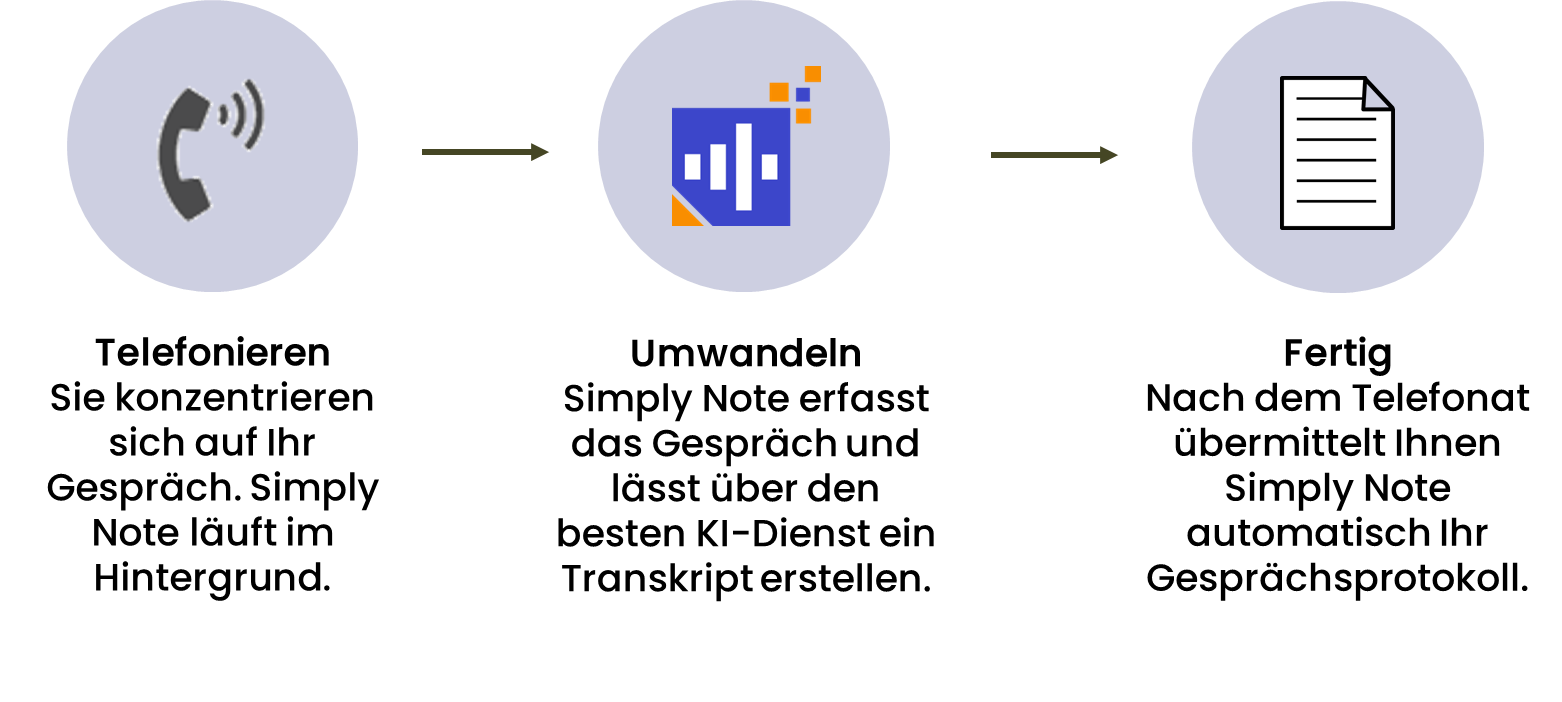 Telefonieren
Sie konzentrieren
sich auf Ihr
Gespräch. Simply
Note läuft im
Hintergrund.
Umwandeln
Simply Note erfasst
das Gespräch und
lässt über den
besten KI-Dienst ein
Transkript erstellen.
Fertig
Nach dem Telefonat
übermittelt Ihnen
Simply Note
automatisch Ihr
Gesprächsprotokoll.